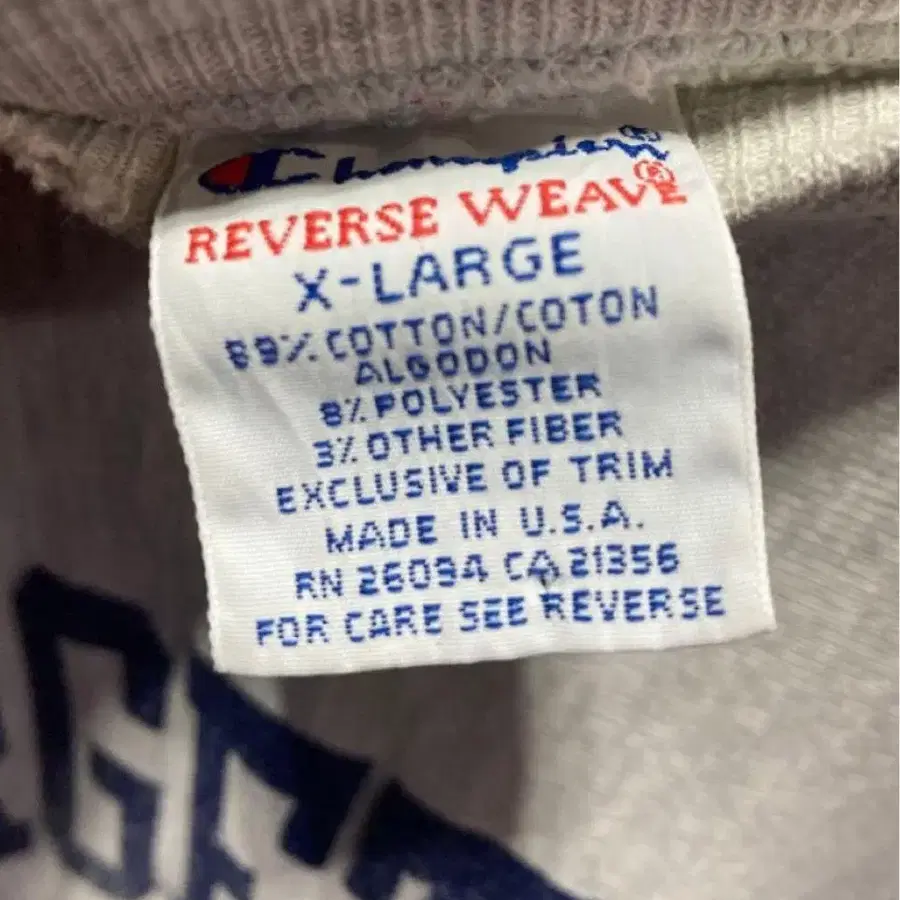 Champion®
REVERSE WEAVE®
X-LARGE
89% COTTON/COTON
ALGODON
8% POLYESTER
3% OTHER FIBER
EXCLUSIVE OF TRIM
MADE IN U.S.A.
RN 26094 CA 21356
FOR CARE SEE REVERSE